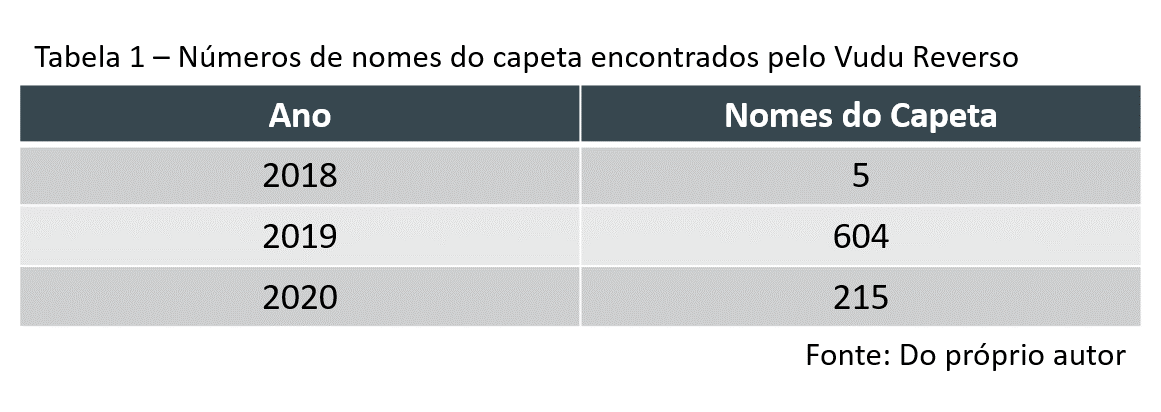 Tabela 1 – Números de nomes do capeta encontrados pelo Vudu Reverso
Ano Nomes do Capeta
2018 5
2019 604
2020 215
Fonte: Do próprio autor